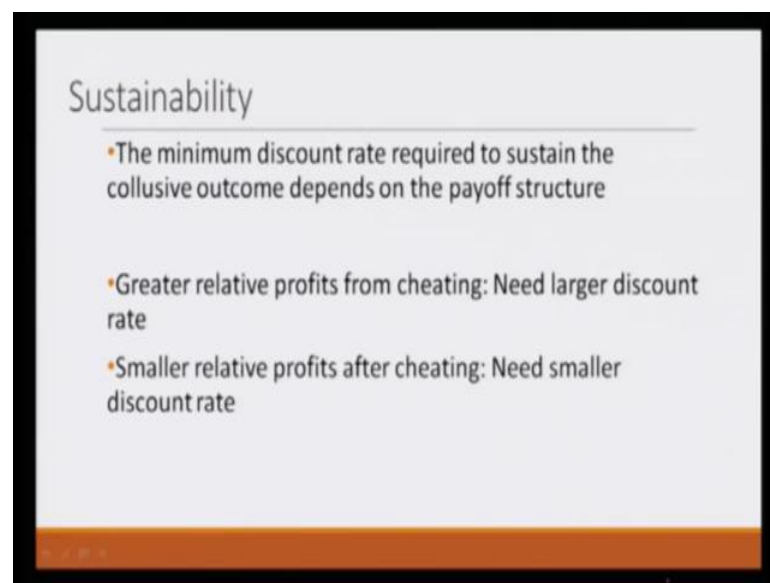 Sustainability
•The minimum discount rate required to sustain the
collusive outcome depends on the payoff structure
•Greater relative profits from cheating: Need larger discount
rate
•Smaller relative profits after cheating: Need smaller
discount rate